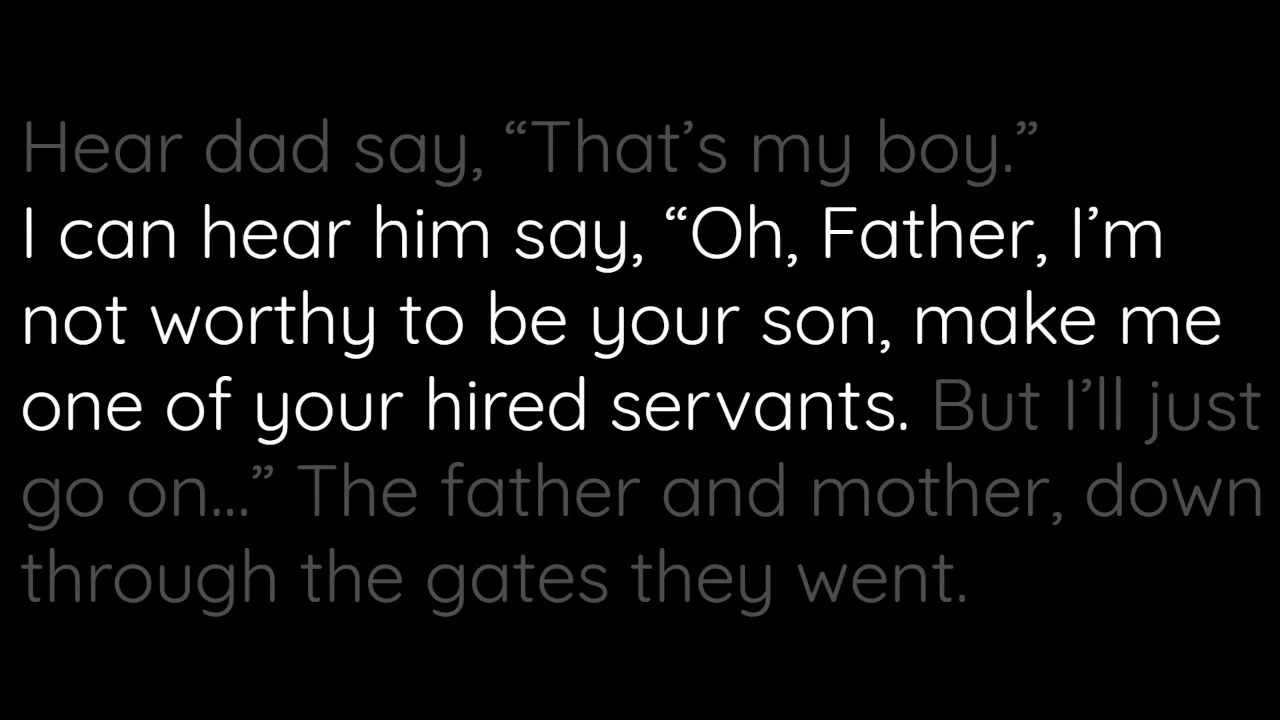 Hear dad say, “That’s my boy.”
I can hear him say, “Oh, Father, I’m
not worthy to be your son, make me
one of your hired servants. But I’ll just
go on...” The father and mother, down
through the gates they went.